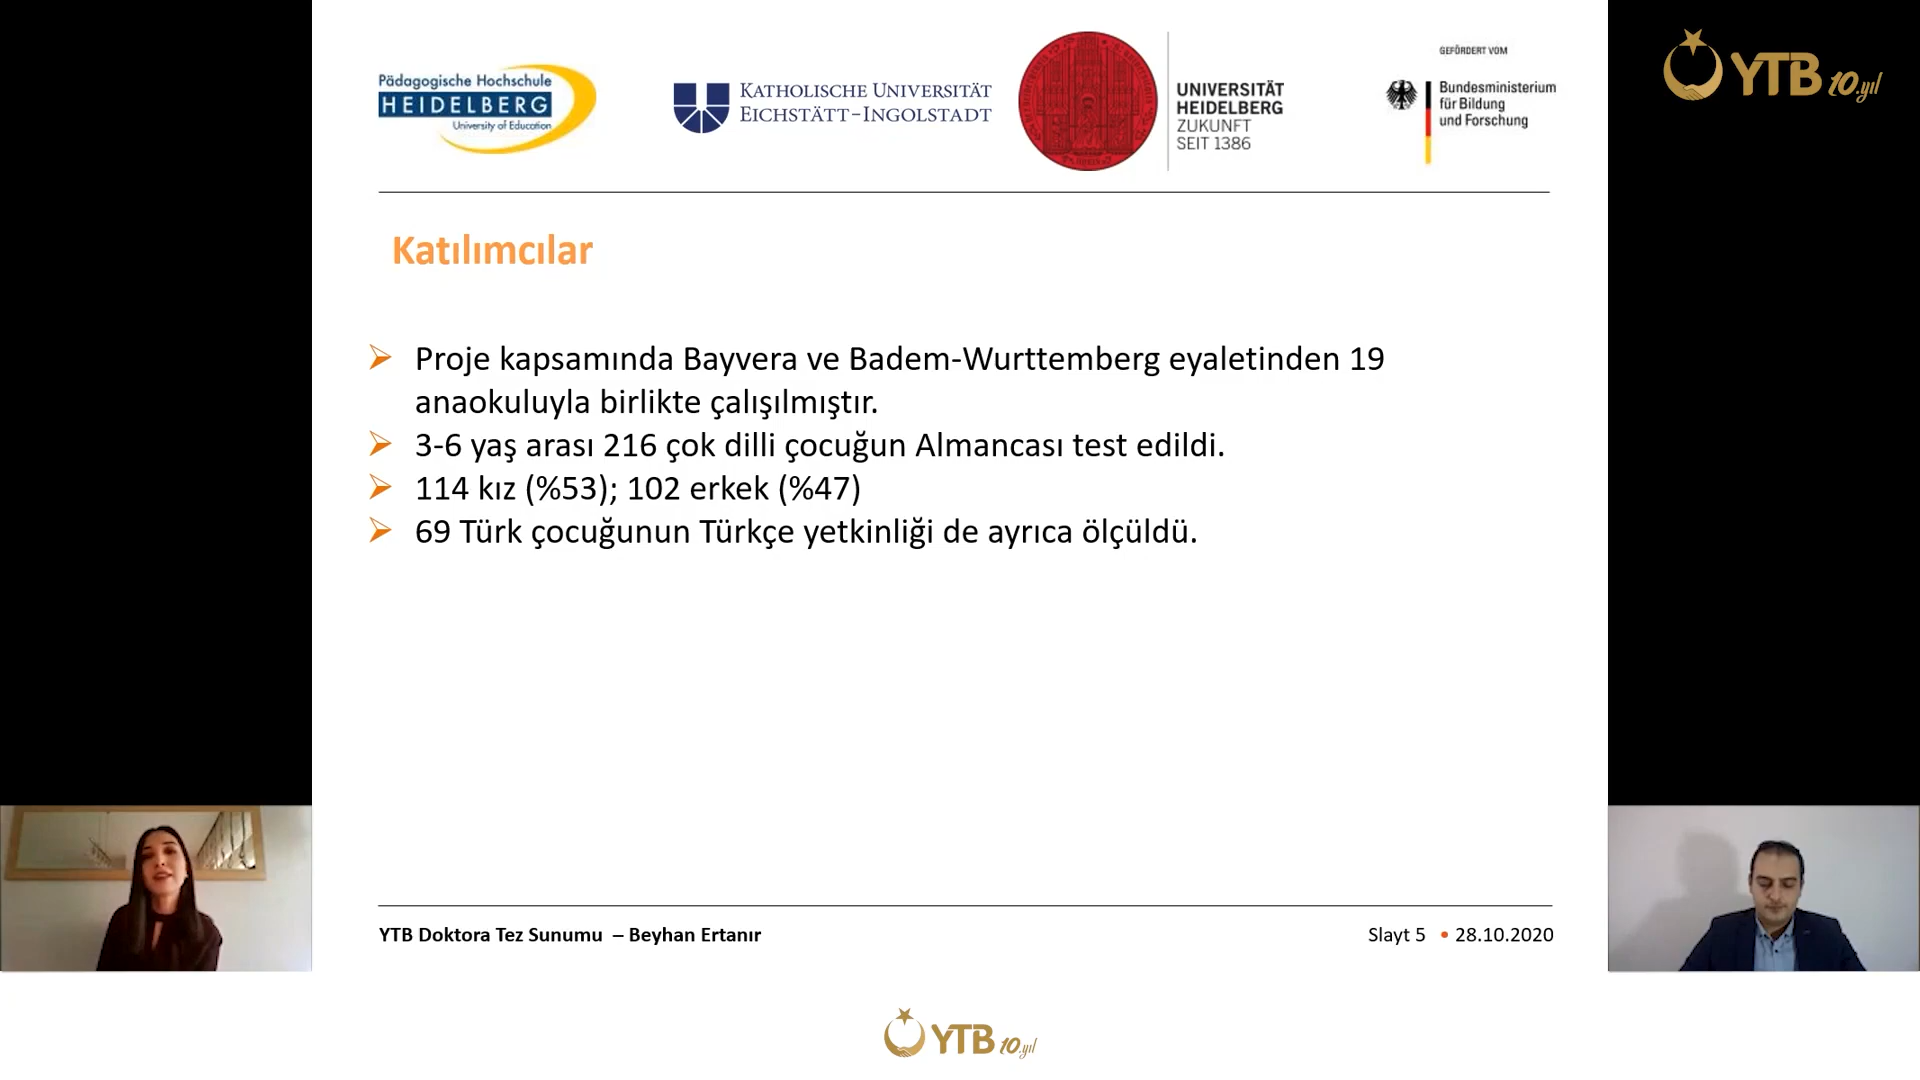 Pädagogische Hochschule
HEIDELBERG
University of Education
KATHOLISCHE UNIVERSITÄT
EICHSTÄTT-INGOLSTADT
UNIVERSITÄT
HEIDELBERG
ZUKUNFT
SEIT 1386
GEFÖRDERT VOM
Bundesministerium
für Bildung
und Forschung
YTB 10.yıl
Katılımcılar
Proje kapsamında Bayvera ve Badem-Wurttemberg eyaletinden 19
anaokuluyla birlikte çalışılmıştır.
3-6 yaş arası 216 çok dilli çocuğun Almancası test edildi.
114 kız (%53); 102 erkek (%47)
69 Türk çocuğunun Türkçe yetkinliği de ayrıca ölçüldü.
YTB Doktora Tez Sunumu – Beyhan Ertanır
Slayt 5 • 28.10.2020
YTB 10.yıl